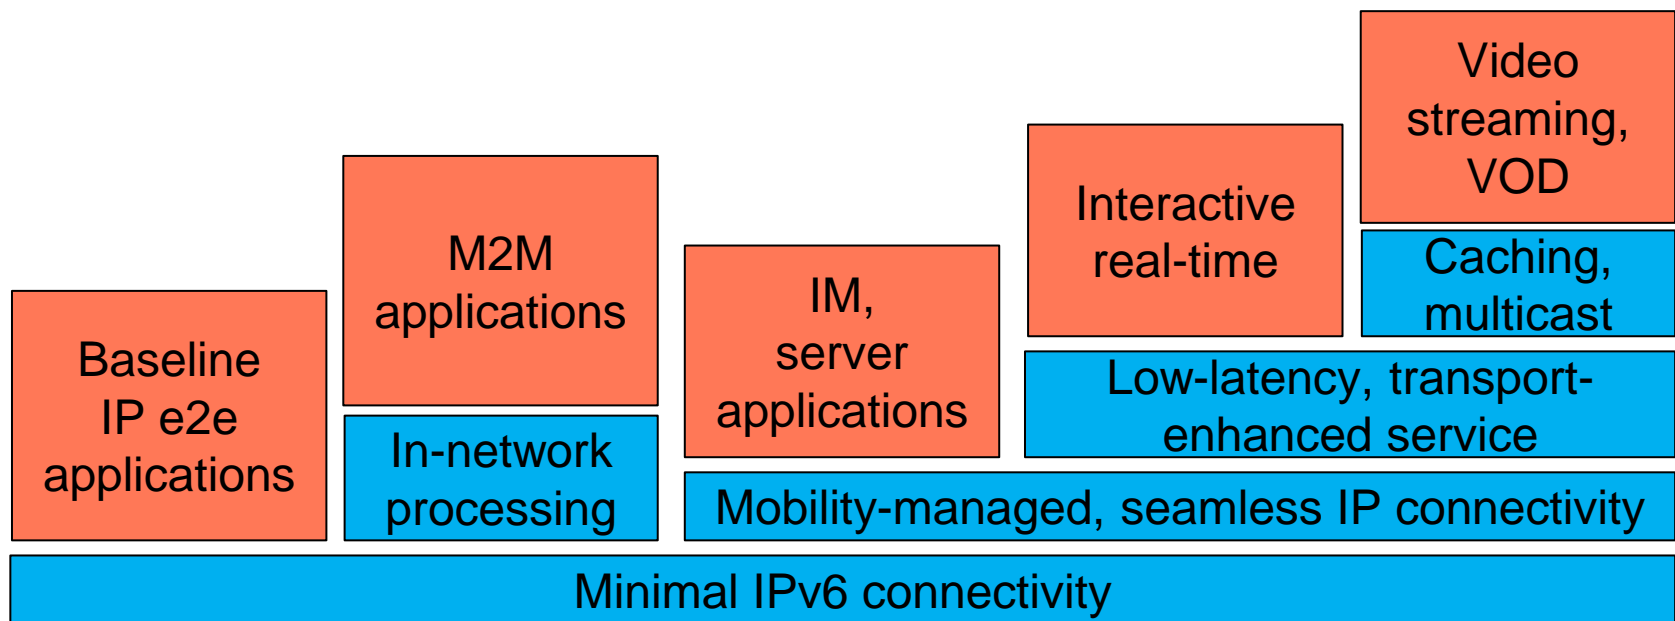 Baseline
IP e2e
applications
M2M
applications
In-network
processing
IM,
server
applications
Interactive
real-time
Video
streaming,
VOD
Caching,
multicast
Low-latency, transport-
enhanced service
Mobility-managed, seamless IP connectivity
Minimal IPv6 connectivity